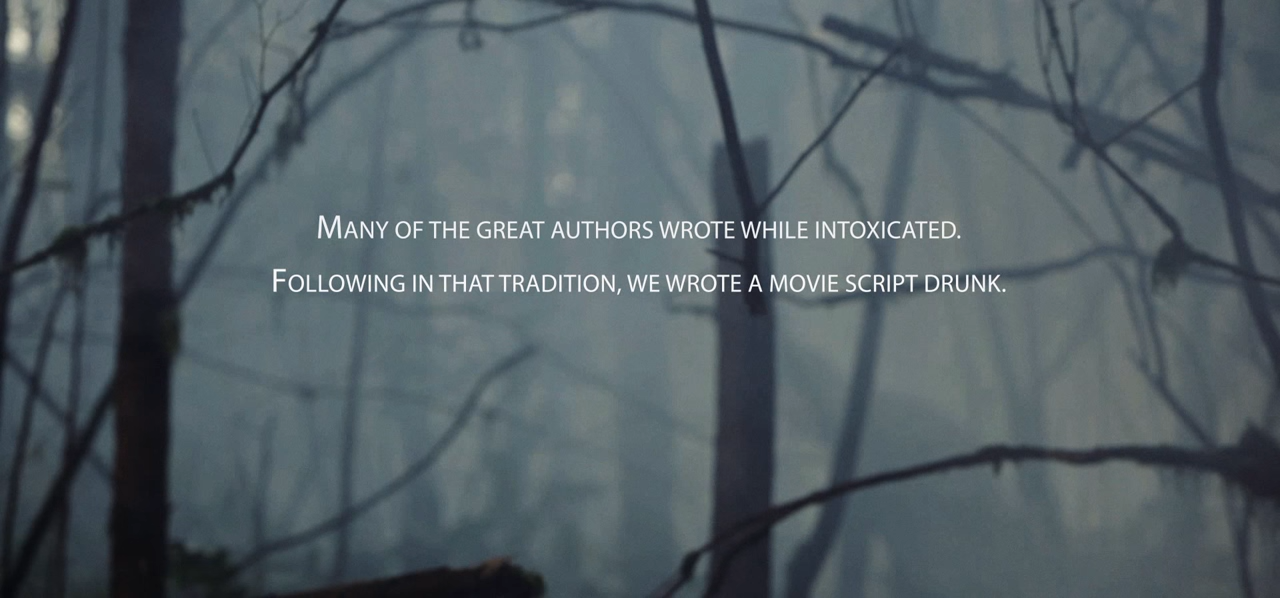 Many of the great authors wrote while intoxicated.
Following in that tradition, we wrote a movie script drunk.